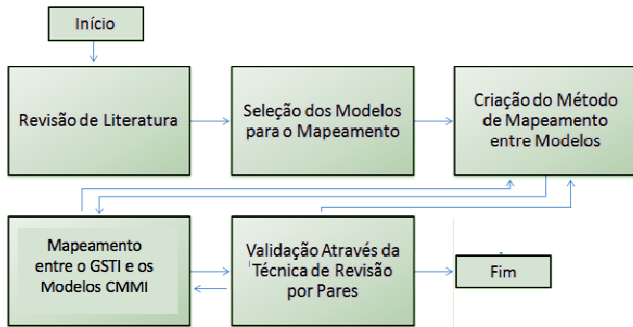 Início
Revisão de Literatura
Seleção dos Modelos
para o Mapeamento
Criação do Método
de Mapeamento
entre Modelos
Mapeamento
entre o GSTI e os
Modelos CMMI
Validação Através da
Técnica de Revisão
por Pares
Fim